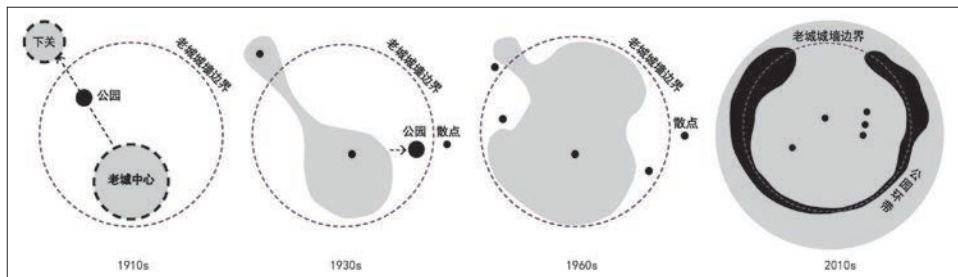 下关
公园
老城中心
老城城墙边界
1910s
老城城墙边界
公园
散点
1930s
老城城墙边界
散点
1960s
老城城墙边界
公园环带
2010s